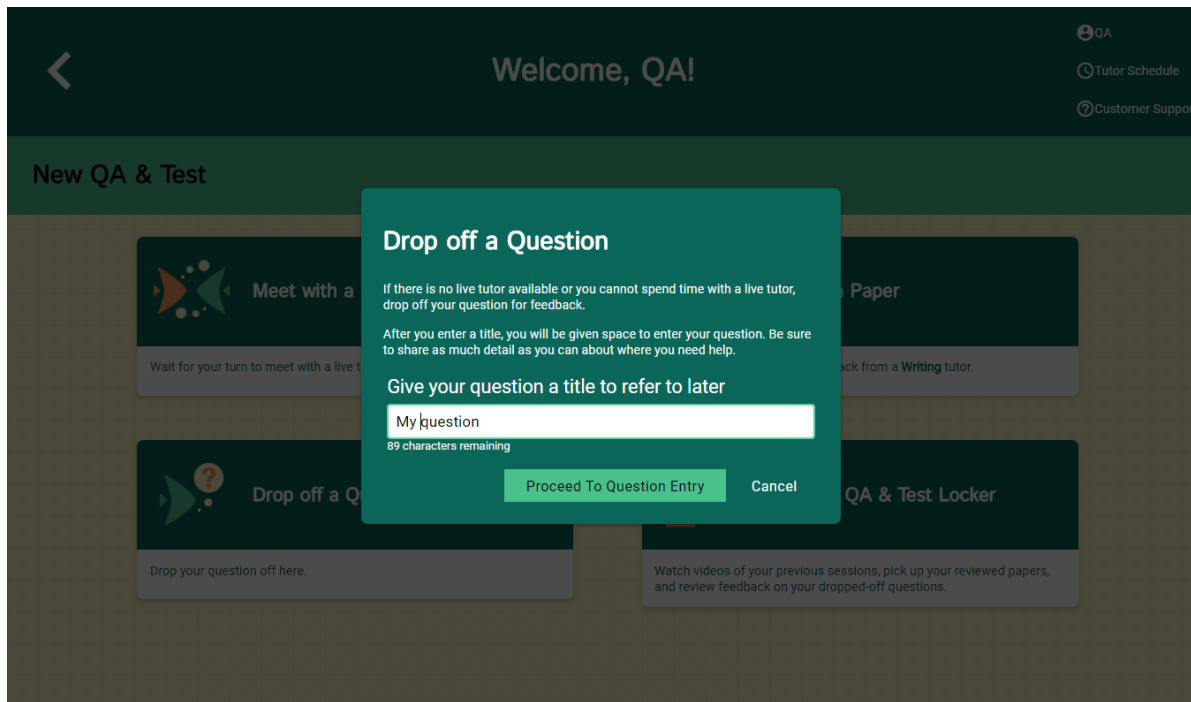 QA
Welcome, QA!
Tutor Schedule
Customer Suppor
New QA & Test
Drop off a Question
If there is no live tutor available or you cannot spend time with a live tutor,
drop off your question for feedback.
After you enter a title, you will be given space to enter your question. Be sure
to share as much detail as you can about where you need help.
Give your question a title to refer to later
My question
89 characters remaining
Proceed To Question Entry
Cancel
Meet with a
Paper
Wait for your turn to meet with a live t
ack from a Writing tutor.
Drop off a Q
QA & Test Locker
Drop your question off here.
Watch videos of your previous sessions, pick up your reviewed papers,
and review feedback on your dropped-off questions.